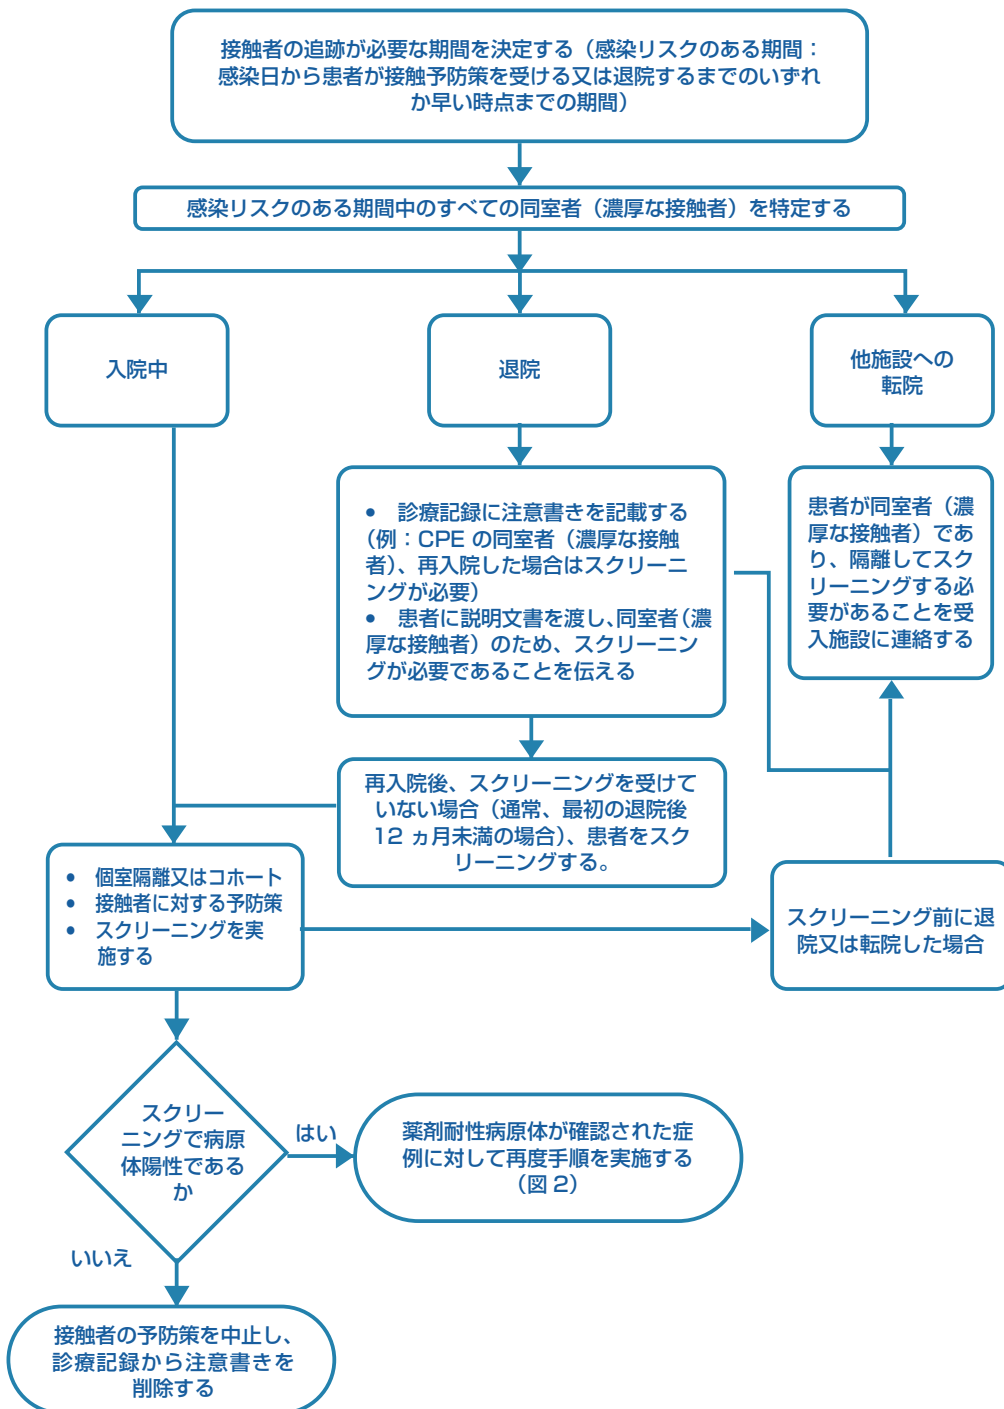 接触者の追跡が必要な期間を決定する（感染リスクのある期間：
感染日から患者が接触予防策を受ける又は退院するまでのいずれ
か早い時点までの期間）
感染リスクのある期間中のすべての同室者（濃厚な接触者）を特定する
入院中
退院
他施設への
転院
• 診療記録に注意書きを記載する
（例：CPE の同室者（濃厚な接触
者）、再入院した場合はスクリーニ
ングが必要）
• 患者に説明文書を渡し、同室者（濃
厚な接触者）のため、スクリーニン
グが必要であることを伝える
患者が同室者（濃
厚な接触者）であ
り、隔離してスク
リーニングする必
要があることを受
入施設に連絡する
再入院後、スクリーニングを受けて
いない場合（通常、最初の退院後
12 ヵ月未満の場合）、患者をスク
リーニングする。
• 個室隔離又はコホート
• 接触者に対する予防策
• スクリーニングを実
施する
スクリーニング前に退
院又は転院した場合
スクリー
ニングで病原
体陽性である
か
はい
薬剤耐性病原体が確認された症
例に対して再度手順を実施する
（図 2）
いいえ
接触者の予防策を中止し、
診療記録から注意書きを
削除する